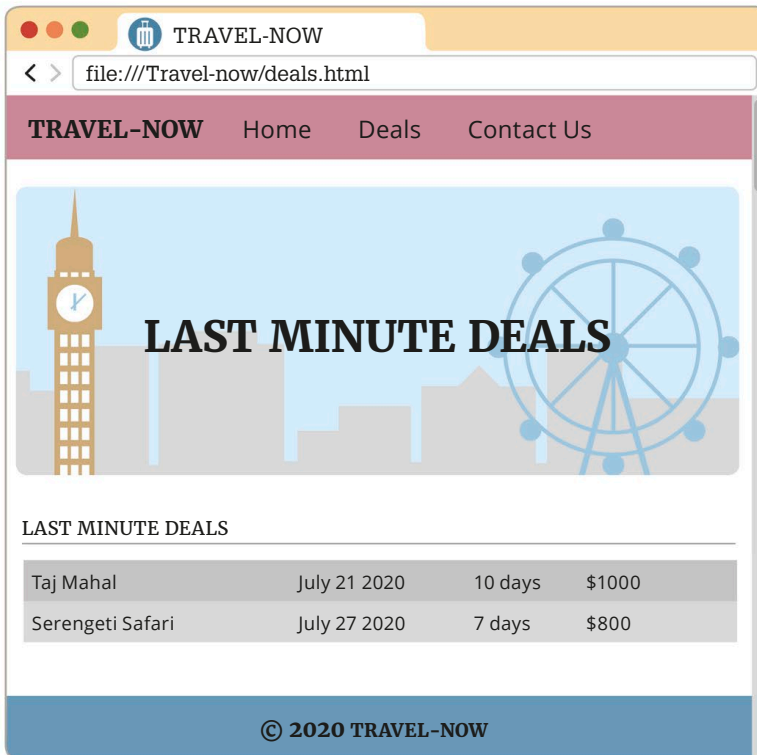 TRAVEL-NOW
file:///Travel-now/deals.html
TRAVEL-NOW Home Deals Contact Us
LAST MINUTE DEALS
LAST MINUTE DEALS
Taj Mahal July 21 2020 10 days $1000
Serengeti Safari July 27 2020 7 days $800
© 2020 TRAVEL-NOW